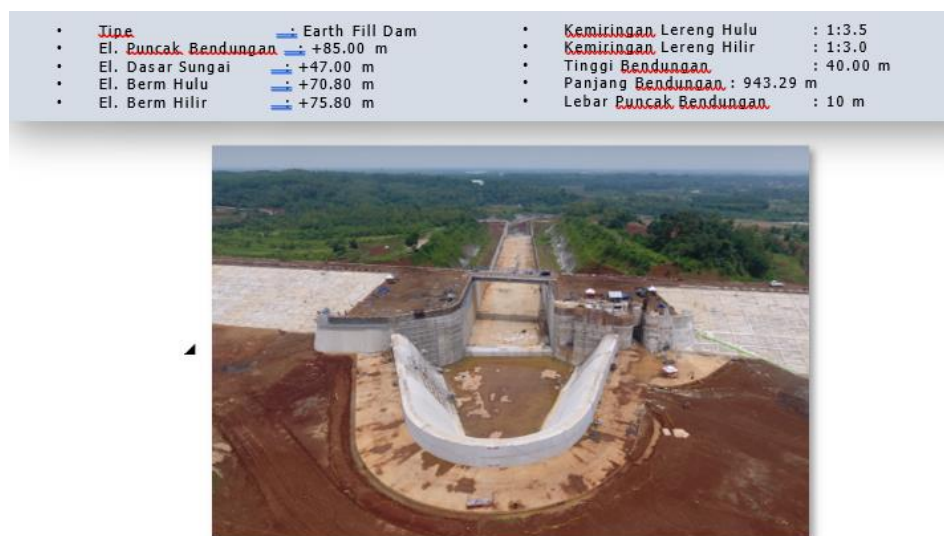 • Tipe : Earth Fill Dam
• El. Puncak Bendungan : +85.00 m
• El. Dasar Sungai : +47.00 m
• El. Berm Hulu : +70.80 m
• El. Berm Hilir : +75.80 m
• Kemiringan Lereng Hulu : 1:3.5
• Kemiringan Lereng Hilir : 1:3.0
• Tinggi Bendungan : 40.00 m
• Panjang Bendungan : 943.29 m
• Lebar Puncak Bendungan : 10 m